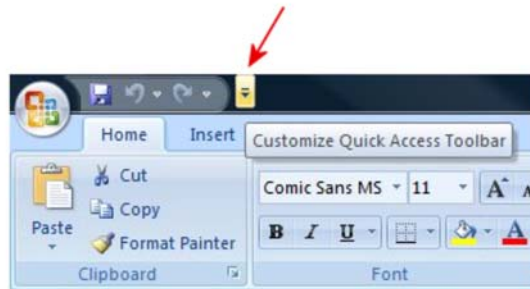 Home Insert
Customize Quick Access Toolbar
Cut
Comic Sans MS 11 A A
Copy
Paste
Format Painter
B I U A
Clipboard Font